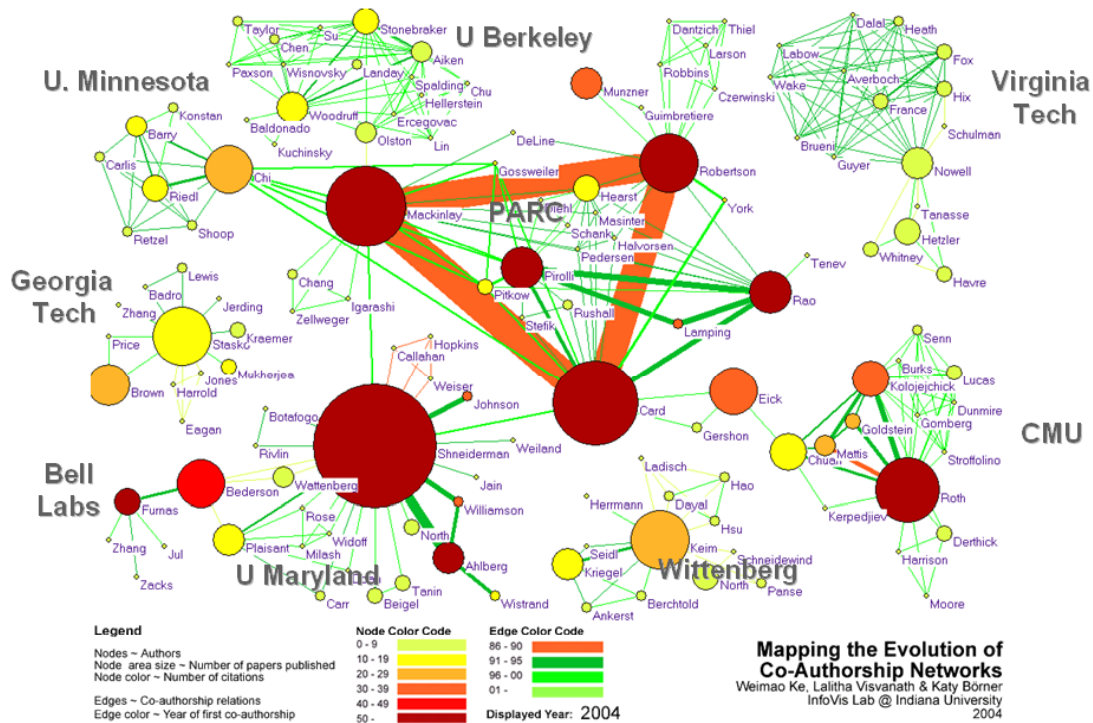 Taylor
Su
Stonebraker
Chen
U Berkeley
Aiken
Paxson
Wisnovsky
Landay
Spalding
Chu
Hellerstein
Woodruff
Ercegovac
Baldonado
Olston
Lin
Kuchinsky
Dantzich
Thiel
Larson
Robbins
Munzner
Czerwinski
Guimbretiere
DeLine
Dalal
Heath
Labow
Fox
Wake
Averboch
Hix
France
Virginia
Tech
Schulman
Brueni
Guyer
Nowell
Tanasse
Hetzler
Whitney
Havre
U. Minnesota
Konstan
Barry
Carlis
Chi
Riedl
Retzel
Shoop
Gossweiler
Robertson
Mackinlay
PARC
Hearst
York
Masinter
Schank
Halvorsen
Pedersen
Tenev
Pirolli
Pitkow
Rao
Rushall
Stefik
Lamping
Chang
Igarashi
Zellweger
Georgia
Tech
Lewis
Badro
Zhang
Jerding
Stasko
Kraemer
Price
Mukherjea
Jones
Harrold
Brown
Eagan
Hopkins
Callahan
Weiser
Johnson
Card
Eick
Gershon
Botafogo
Rivlin
Shneiderman
Weiland
Senn
Burks
Lucas
Kolojejchick
Dunmire
Goldstein
Gomberg
CMU
Mattis
Chuah
Stroffolino
Roth
Kerpedjiev
Derthick
Harrison
Moore
Bell
Labs
Bederson
Wattenberg
Jain
Furnas
Williamson
Rose
North
Zhang
Jul
Plaisant
Widoff
Milash
Ahlberg
Zacks
U Maryland
Tanin
Carr
Beigel
Wistrand
Ladisch
Hao
Herrmann
Dayal
Hsu
Keim
Seidl
Schneidewind
Kriegel
Wittenberg
North
Panse
Berchtold
Ankerst
Legend
Nodes ~ Authors
Node area size ~ Number of papers published
Node color ~ Number of citations
Edges ~ Co-authorship relations
Edge color ~ Year of first co-authorship
Node Color Code
0 - 9
10 - 19
20 - 29
30 - 39
40 - 49
50 -
Edge Color Code
86 - 90
91 - 95
96 - 00
01 -
Displayed Year: 2004
Mapping the Evolution of
Co-Authorship Networks
Weimao Ke, Lalitha Visvanath & Katy Börner
InfoVis Lab @ Indiana University
2004